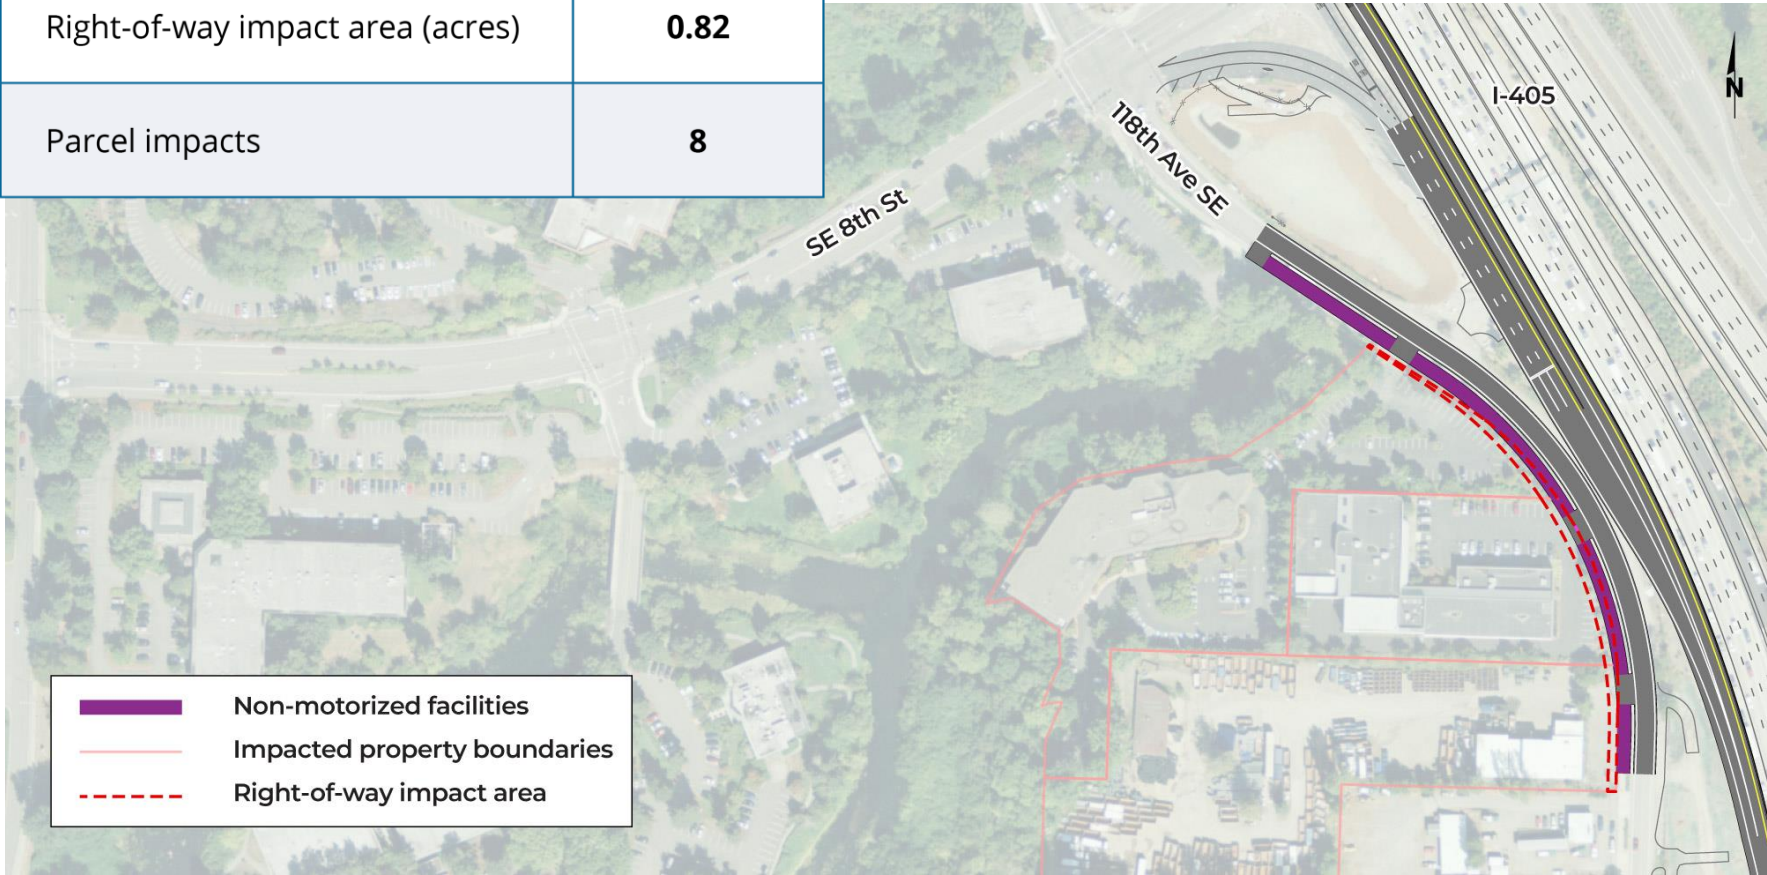 Right-of-way impact area (acres) 0.82
Parcel impacts 8
I-405
N
118th Ave SE
SE 8th St
Non-motorized facilities
Impacted property boundaries
Right-of-way impact area